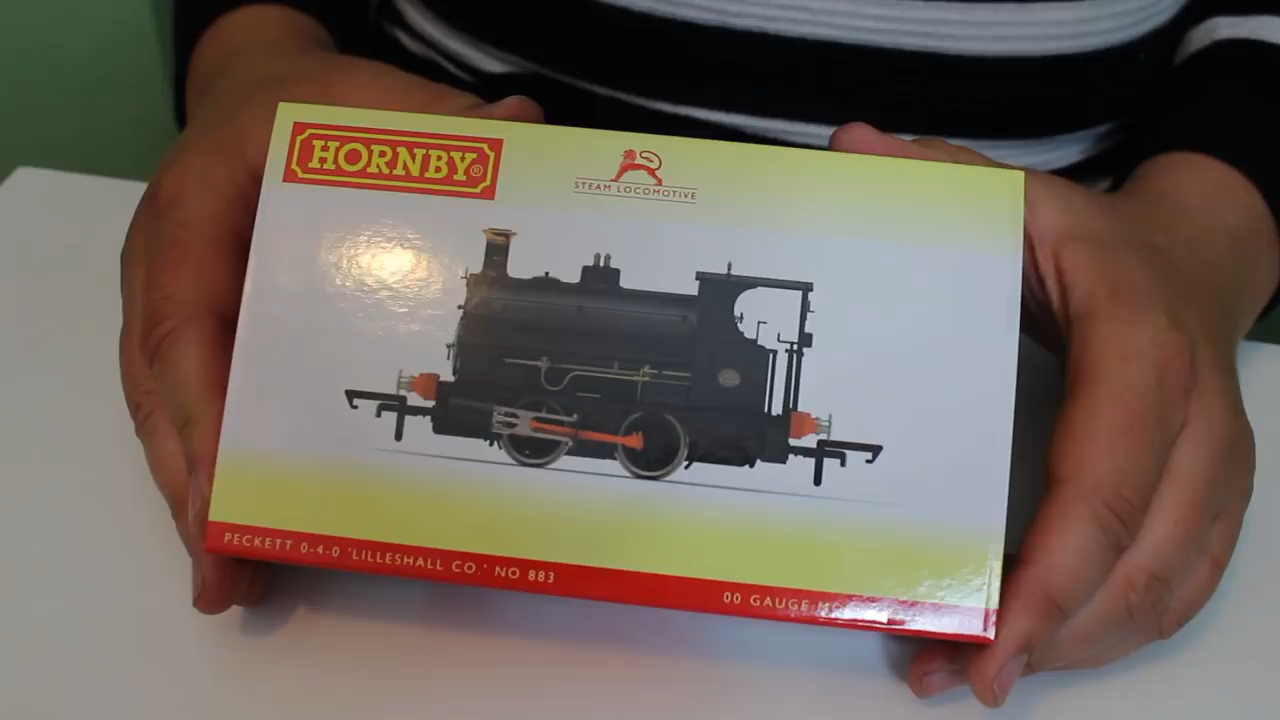 HORNBY®
STEAM LOCOMOTIVE
PECKETT 0-4-0 'LILLESHALL CO.' NO 883
00 GAUGE